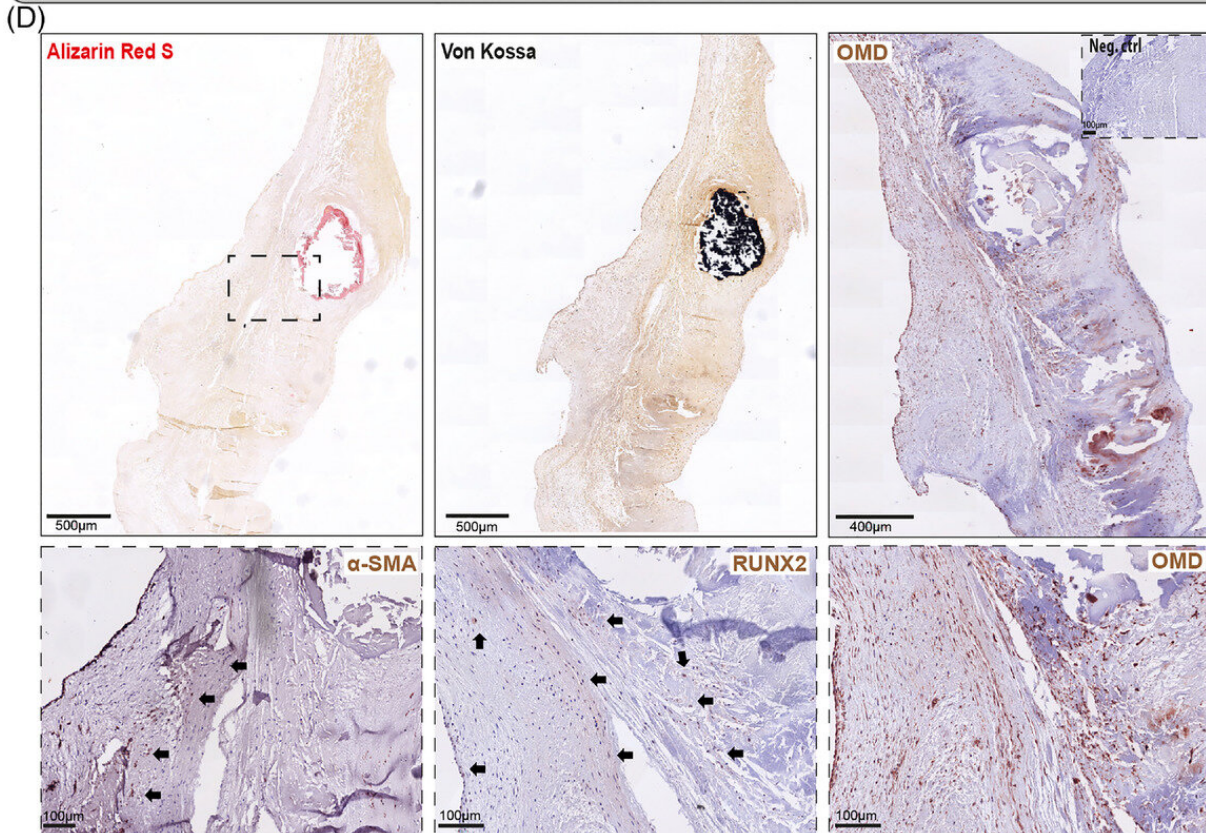 (D)
Alizarin Red S
Von Kossa
OMD
Neg. ctrl
100µm
500µm
500µm
400µm
α-SMA
RUNX2
OMD
100µm
100µm
100µm